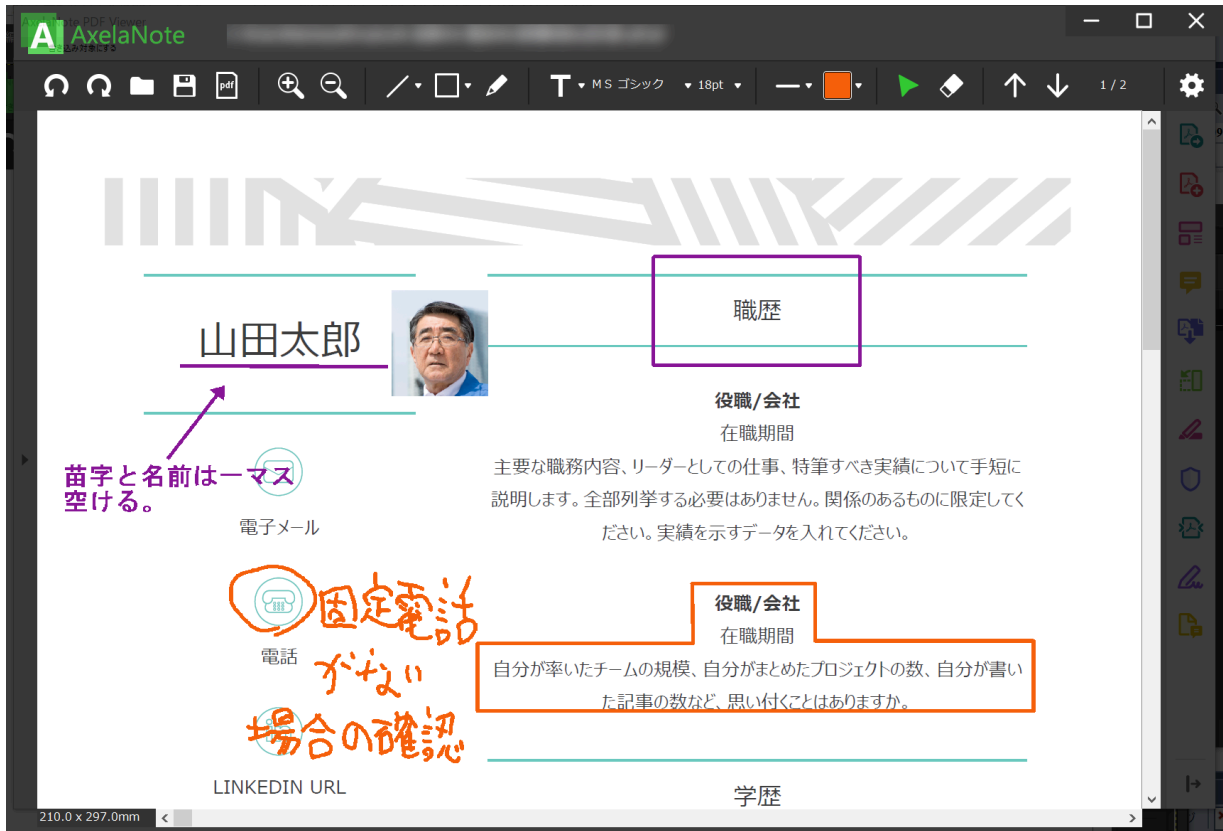 AxelaNote
MS ゴシック
18pt
1 / 2
pdf
山田太郎
職歴
役職/会社
在職期間
主要な職務内容、リーダーとしての仕事、特筆すべき実績について手短に
説明します。全部列挙する必要はありません。関係のあるものに限定してく
ださい。実績を示すデータを入れてください。
苗字と名前は一マス
空ける。
電子メール
固定電話
がない
場合の確認
電話
LINKEDIN URL
役職/会社
在職期間
自分が率いたチームの規模、自分がまとめたプロジェクトの数、自分が書い
た記事の数など、思い付くことはありますか。
学歴
210.0 x 297.0mm